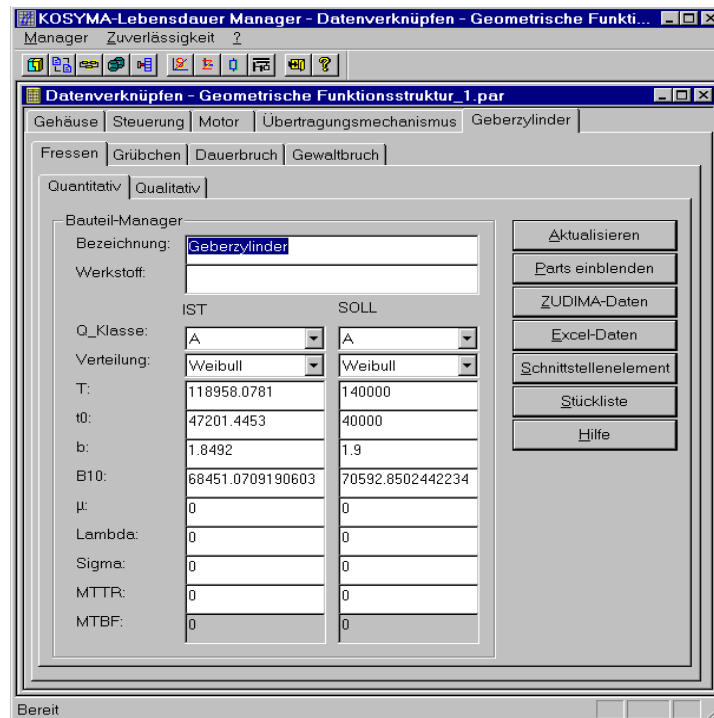 KOSYMA-Lebensdauer Manager - Datenverknüpfen - Geometrische Funkti...
Manager Zuverlässigkeit ?
Datenverknüpfen - Geometrische Funktionsstruktur_1.par
Gehäuse Steuerung Motor Übertragungsmechanismus Geberzylinder
Fressen Grübchen Dauerbruch Gewaltbruch
Quantitativ Qualitativ
Bauteil-Manager
Bezeichnung: Geberzylinder
Werkstoff:
IST SOLL
Q_Klasse: A A
Verteilung: Weibull Weibull
T: 118958.0781 140000
t0: 47201.4453 40000
b: 1.8492 1.9
B10: 68451.0709190603 70592.8502442234
µ: 0 0
Lambda: 0 0
Sigma: 0 0
MTTR: 0 0
MTBF: 0 0
Aktualisieren
Parts einblenden
ZUDIMA-Daten
Excel-Daten
Schnittstellenelement
Stückliste
Hilfe
Bereit